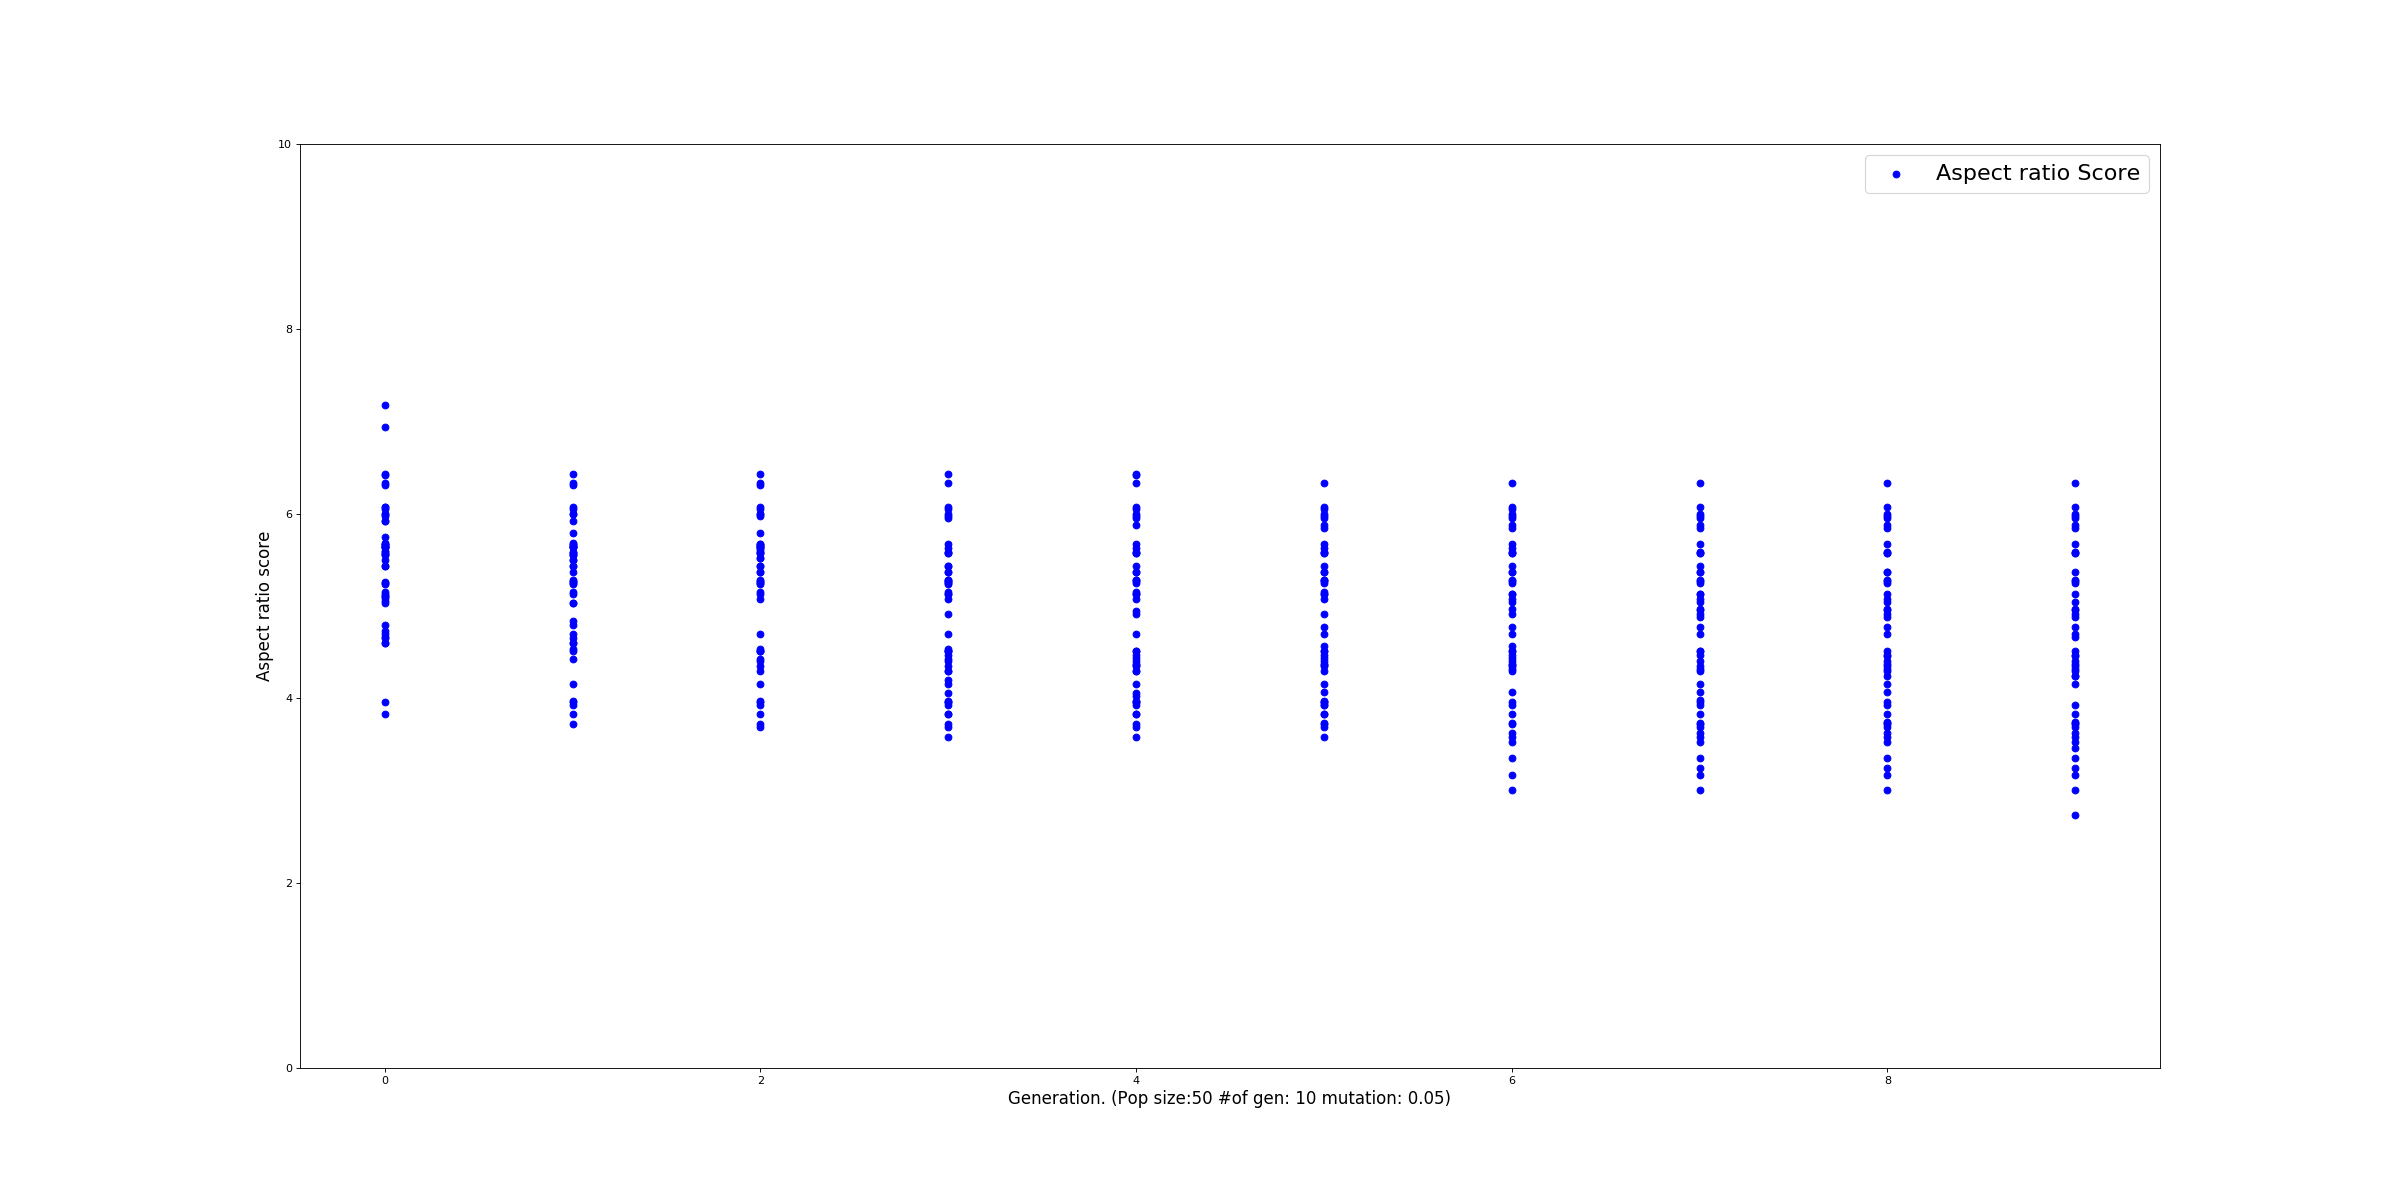 10
8
6
4
2
0
Aspect ratio score
Aspect ratio Score
0 2 4 6 8
Generation. (Pop size:50 #of gen: 10 mutation: 0.05)